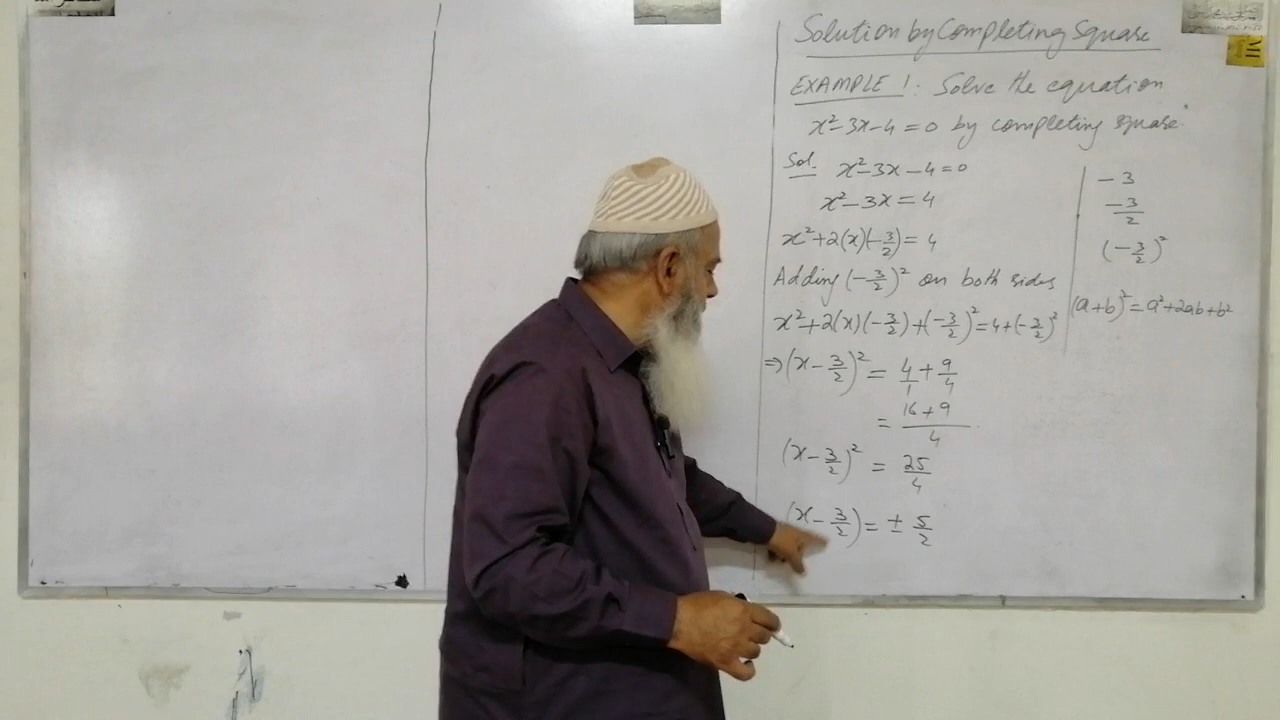 Solution by Completing Square
EXAMPLE 1: Solve the equation
x²-3x-4=0 by completing square.
Sol. x²-3x-4=0
x²-3x=4
x²+2(x)(-3/2)=4
Adding (-3/2)² on both sides
x²+2(x)(-3/2)+(-3/2)²=4+(-3/2)²
⇒(x-3/2)²=4/1+9/4
=16+9/4
(x-3/2)²=25/4
(x-3/2)=±5/2
-3
-3/2
(-3/2)²
(a+b)²=a²+2ab+b²